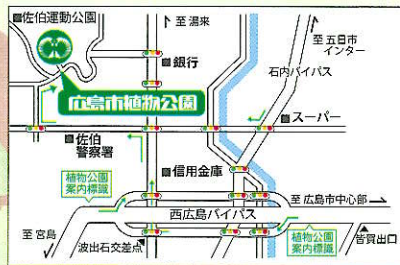 佐伯運動公園
至 湯来
至 五日市
インター
銀行
石内バイパス
広島市植物公園
スーパー
佐伯
警察署
信用金庫
植物公園
案内標識
至 広島市中心部
西広島バイパス
至 宮島
波出石交差点
植物公園
案内標識
皆賀出口